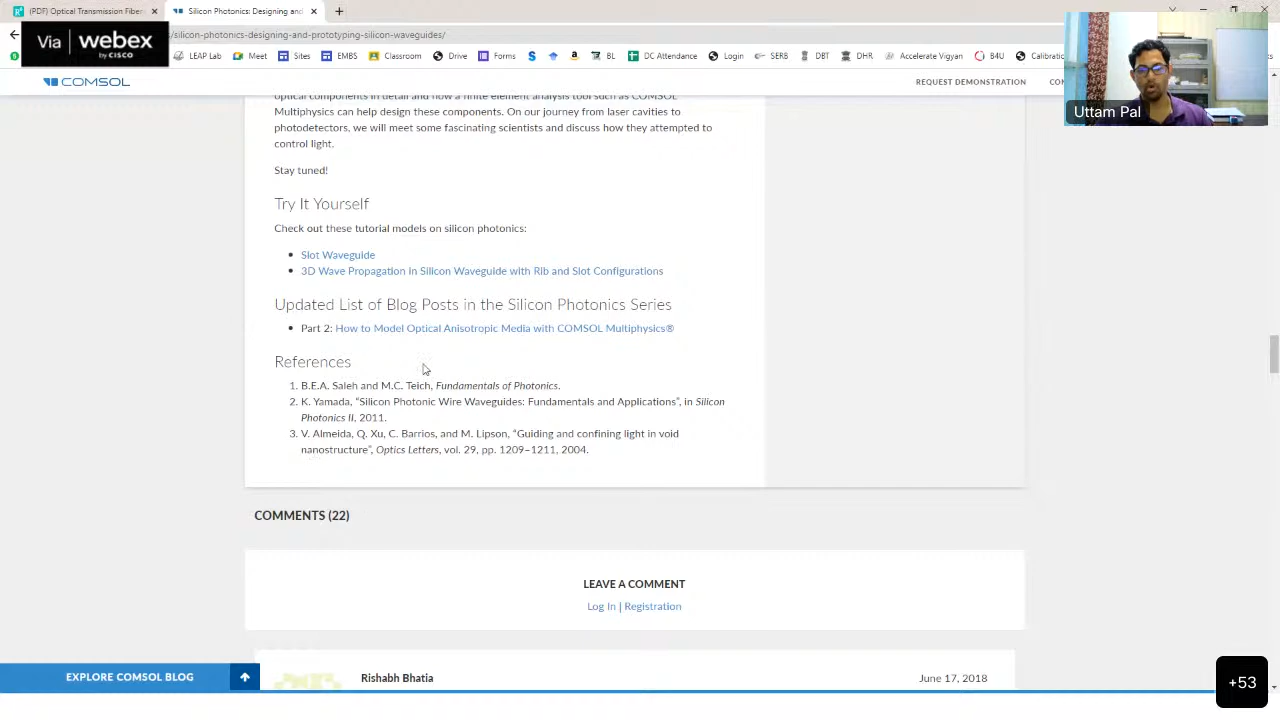 (PDF) Optical Transmission Bire
Silicon Photonics: Designing and
Via | webex
by CISCO
/silicon-photonics-designing-and-prototyping-silicon-waveguides/
LEAP Lab Meet Sites EMBS Classroom Drive Forms BL DC Attendance Login SERB DBT DHR Accelerate Vigyan B4U Calibratio
COMSOL
REQUEST DEMONSTRATION
CON
Uttam Pal
optical components in detail and how a finite element analysis tool such as COMSOL
Multiphysics can help design these components. On our journey from laser cavities to
photodetectors, we will meet some fascinating scientists and discuss how they attempted to
control light.
Stay tuned!
Try It Yourself
Check out these tutorial models on silicon photonics:
• Slot Waveguide
• 3D Wave Propagation in Silicon Waveguide with Rib and Slot Configurations
Updated List of Blog Posts in the Silicon Photonics Series
• Part 2: How to Model Optical Anisotropic Media with COMSOL Multiphysics®
References
1. B.E.A. Saleh and M.C. Teich, Fundamentals of Photonics.
2. K. Yamada, “Silicon Photonic Wire Waveguides: Fundamentals and Applications”, in Silicon
Photonics II, 2011.
3. V. Almeida, Q. Xu, C. Barrios, and M. Lipson, “Guiding and confining light in void
nanostructure”, Optics Letters, vol. 29, pp. 1209–1211, 2004.
COMMENTS (22)
LEAVE A COMMENT
Log In | Registration
EXPLORE COMSOL BLOG
Rishabh Bhatia
June 17, 2018
+53